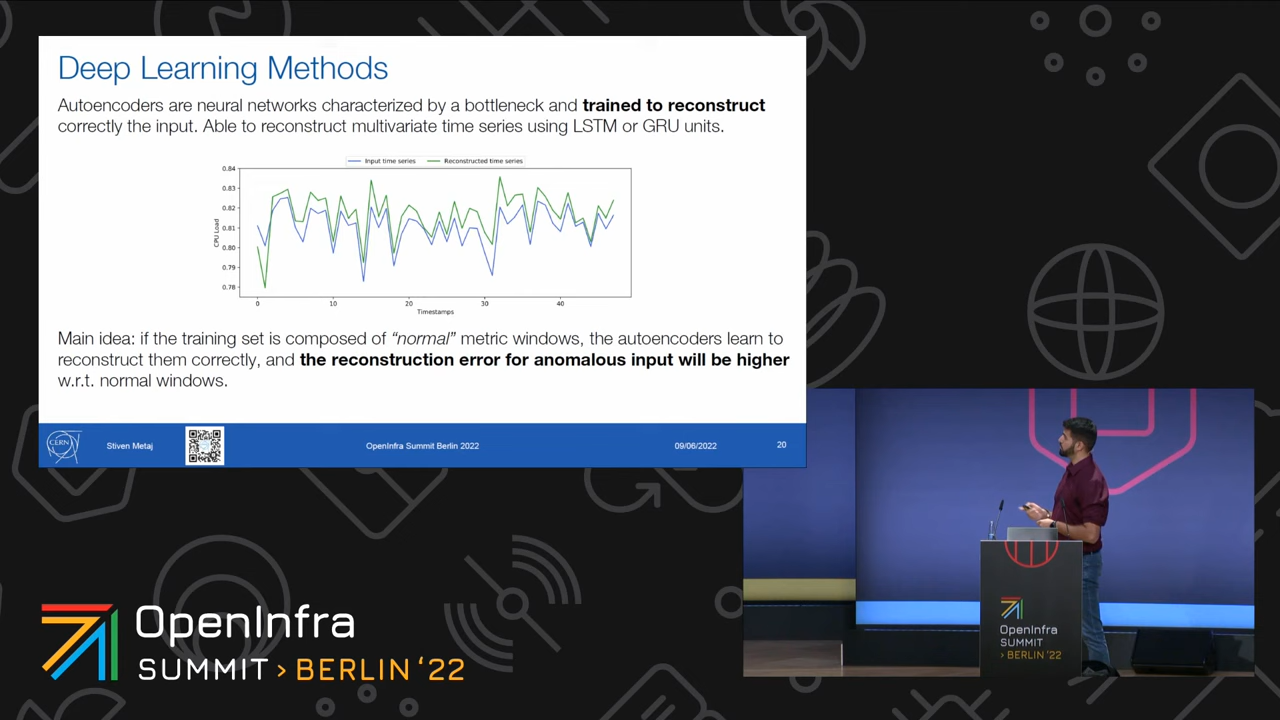 Deep Learning Methods
Autoencoders are neural networks characterized by a bottleneck and trained to reconstruct
correctly the input. Able to reconstruct multivariate time series using LSTM or GRU units.
Input time series
Reconstructed time series
0.84
0.83
0.82
0.81
0.80
0.79
0.78
CPU Load
0
10
20
30
40
Timestamps
Main idea: if the training set is composed of “normal” metric windows, the autoencoders learn to
reconstruct them correctly, and the reconstruction error for anomalous input will be higher
w.r.t. normal windows.
CERN
Stiven Metaj
OpenInfra Summit Berlin 2022
09/06/2022
20
OpenInfra
SUMMIT > BERLIN ‘22
OpenInfra
SUMMIT
> BERLIN ‘22